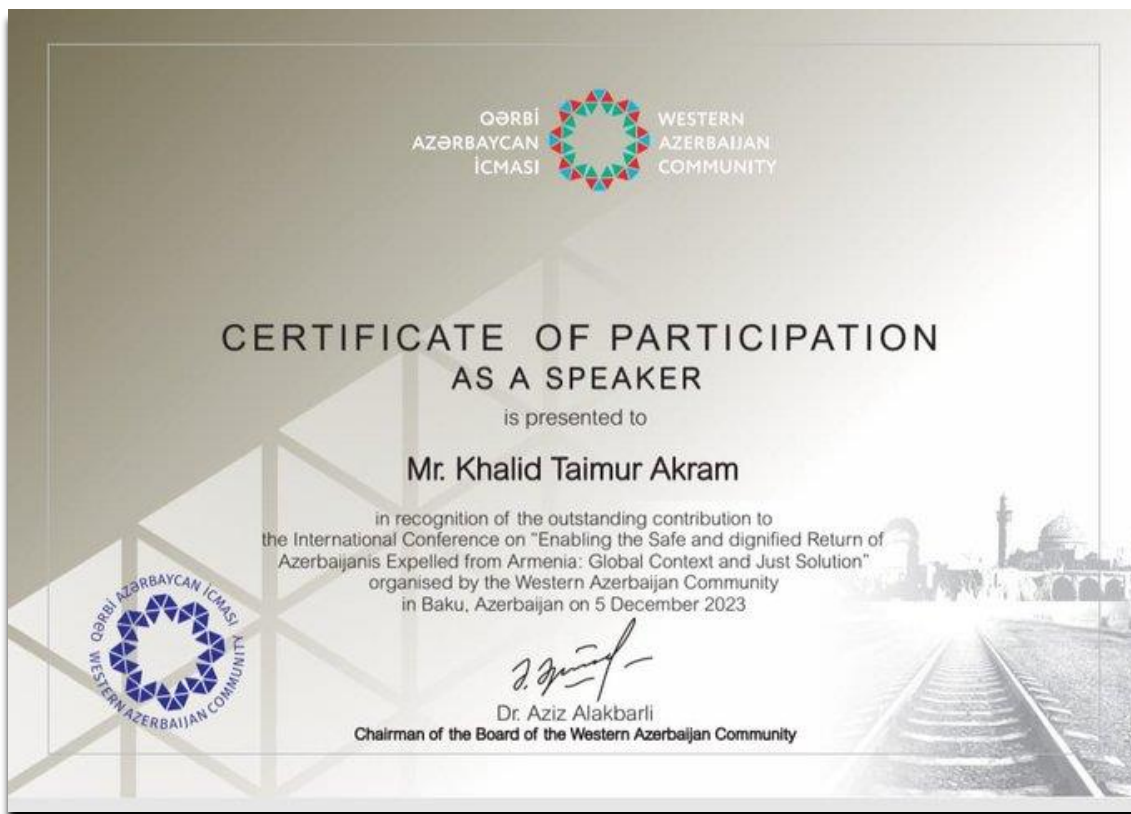 QƏRBİ
AZƏRBAYCAN
İCMASI
WESTERN
AZERBAIJAN
COMMUNITY
CERTIFICATE OF PARTICIPATION
AS A SPEAKER
is presented to
Mr. Khalid Taimur Akram
in recognition of the outstanding contribution to
the International Conference on "Enabling the Safe and dignified Return of
Azerbaijanis Expelled from Armenia: Global Context and Just Solution"
organised by the Western Azerbaijan Community
in Baku, Azerbaijan on 5 December 2023
QƏRBİ AZƏRBAYCAN İCMASI
WESTERN AZERBAIJAN COMMUNITY
Dr. Aziz Alakbarli
Chairman of the Board of the Western Azerbaijan Community